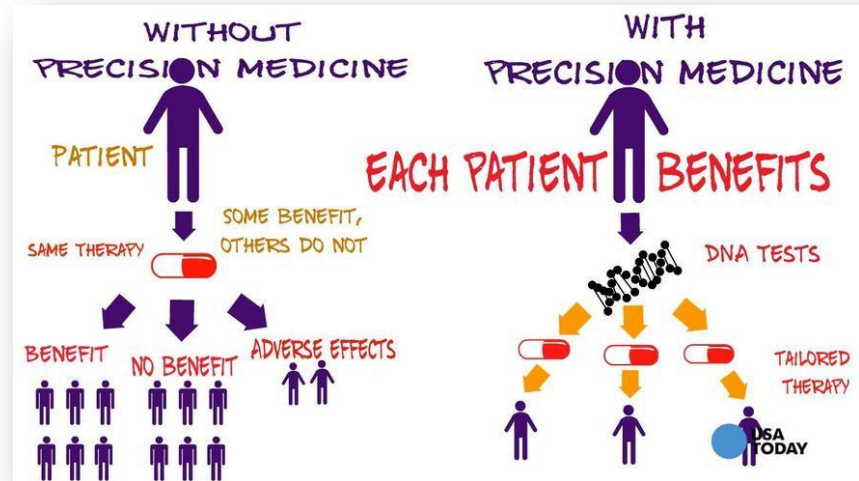 WITHOUT
PRECISION MEDICINE
PATIENT
SOME BENEFIT,
OTHERS DO NOT
SAME THERAPY
BENEFIT
NO BENEFIT
ADVERSE EFFECTS
WITH
PRECISION MEDICINE
EACH PATIENT BENEFITS
DNA TESTS
TAILORED
THERAPY
USA
TODAY